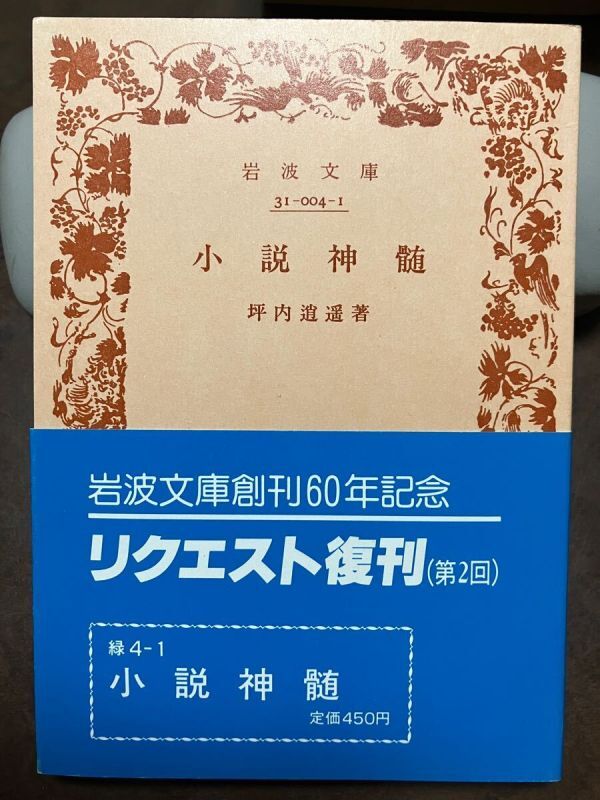 岩波文庫
31-004-1
小説神髄
坪内逍遥著
岩波文庫創刊60年記念
リクエスト復刊(第2回)
緑4-1
小説神髄
定価450円